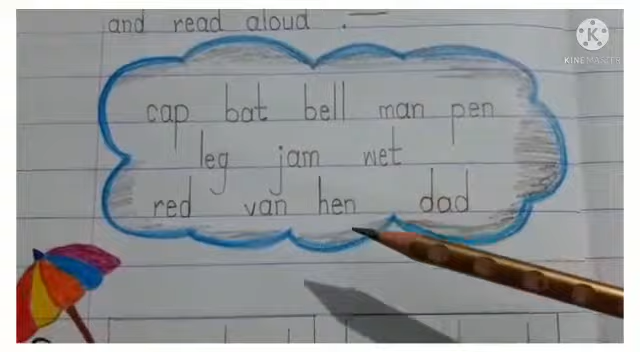 and read aloud .
KINEMASTER
cap bat bell man pen
leg jam wet
red van hen dad